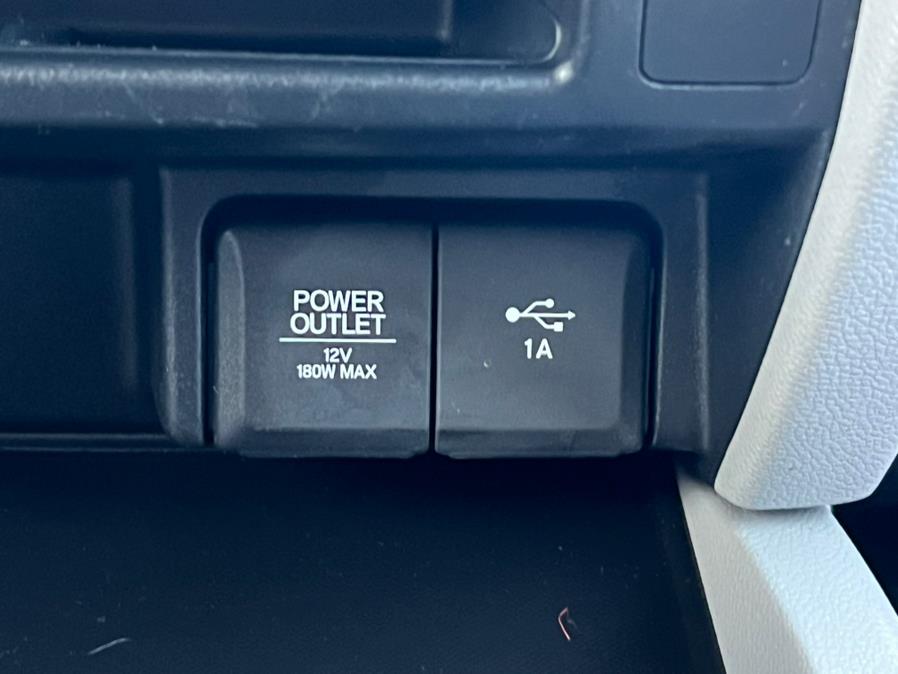 POWER
OUTLET
12V
180W MAX
1A